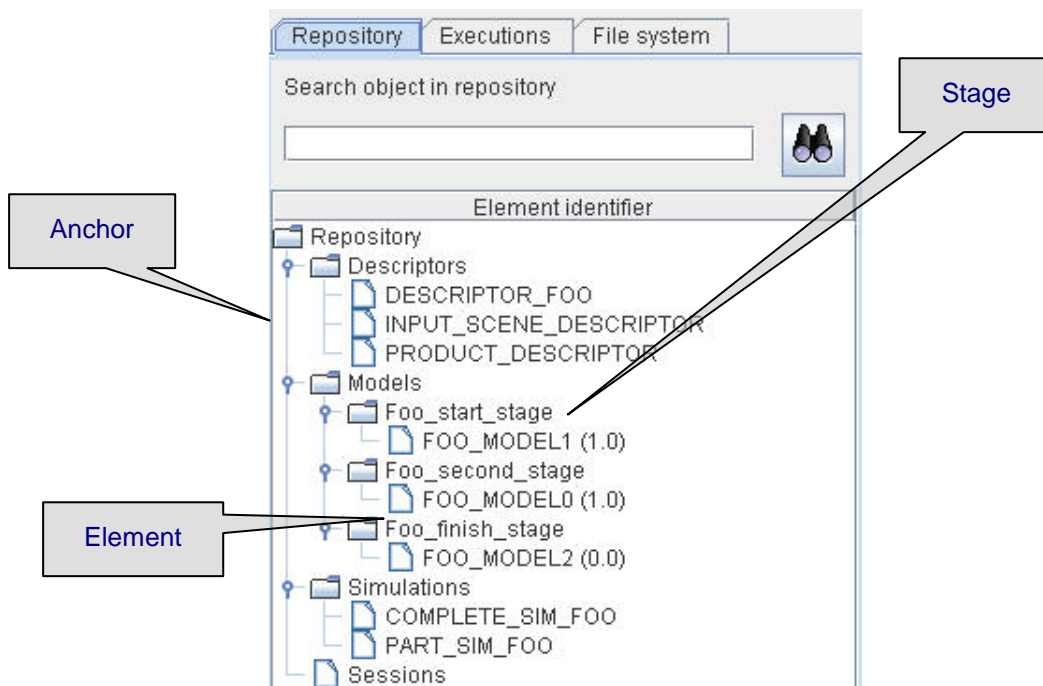 Repository Executions File system
Search object in repository
Stage
Element identifier
Anchor
Repository
Descriptors
DESCRIPTOR_FOO
INPUT_SCENE_DESCRIPTOR
PRODUCT_DESCRIPTOR
Models
Foo_start_stage
FOO_MODEL1 (1.0)
Foo_second_stage
FOO_MODEL0 (1.0)
Element
Foo_finish_stage
FOO_MODEL2 (0.0)
Simulations
COMPLETE_SIM_FOO
PART_SIM_FOO
Sessions